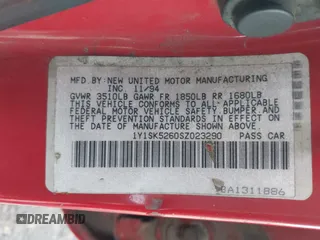 MFD BY-NEW UNITED MOTOR MANUFACTURING
INC. 11/94
GVWR 3510LB GAWR FR 1850LB RR 1680LB
THIS VEHICLE CONFORMS TO ALL APPLICABLE
FEDERAL MOTOR VEHICLE SAFETY, BUMPER, AND
THEFT PREVENTION STANDARDS IN EFFECT ON
THE DATE OF MANUFACTURE SHOWN ABOVE.
1Y1SK5260SZ023290 PASS CAR
BA1311886
AUTOBIDMASTER